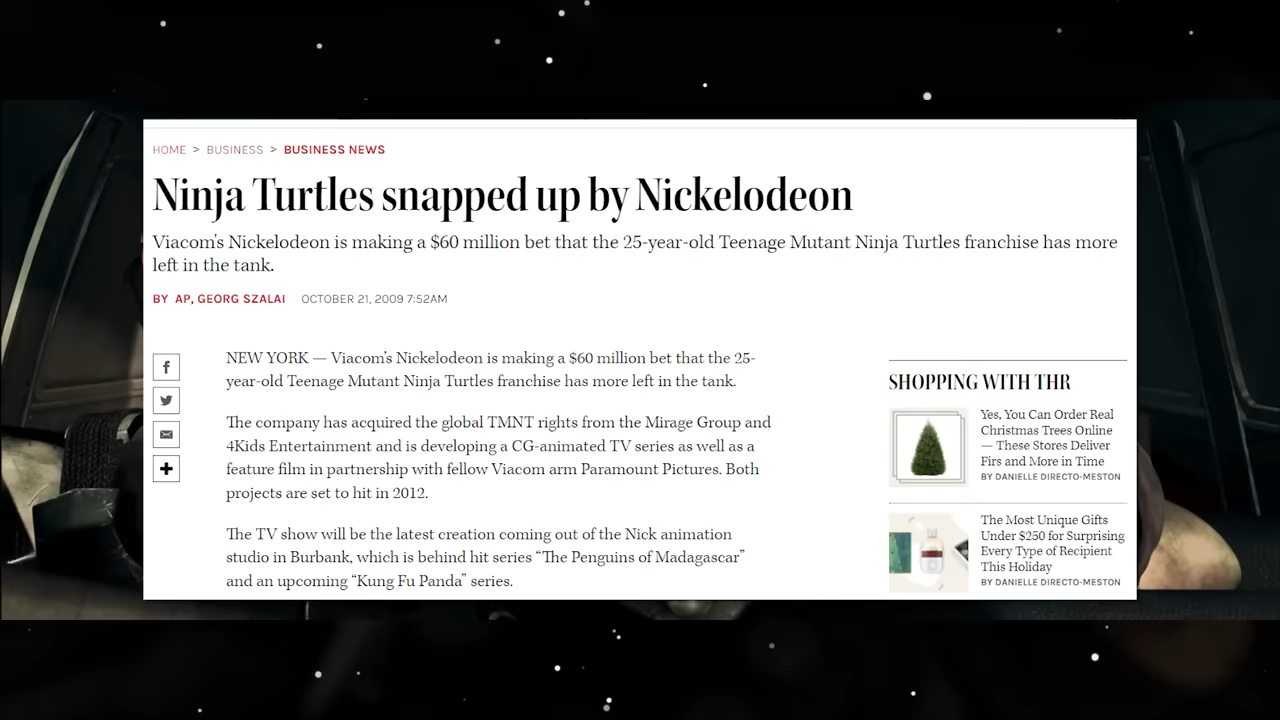 HOME > BUSINESS > BUSINESS NEWS
Ninja Turtles snapped up by Nickelodeon
Viacom's Nickelodeon is making a $60 million bet that the 25-year-old Teenage Mutant Ninja Turtles franchise has more
left in the tank.
BY AP, GEORG SZALAI OCTOBER 21, 2009 7:52AM
NEW YORK — Viacom's Nickelodeon is making a $60 million bet that the 25-
year-old Teenage Mutant Ninja Turtles franchise has more left in the tank.
The company has acquired the global TMNT rights from the Mirage Group and
4Kids Entertainment and is developing a CG-animated TV series as well as a
feature film in partnership with fellow Viacom arm Paramount Pictures. Both
projects are set to hit in 2012.
The TV show will be the latest creation coming out of the Nick animation
studio in Burbank, which is behind hit series “The Penguins of Madagascar”
and an upcoming “Kung Fu Panda” series.
SHOPPING WITH THR
Yes, You Can Order Real
Christmas Trees Online
— These Stores Deliver
Firs and More in Time
BY DANIELLE DIRECTO-MESTON
The Most Unique Gifts
Under $250 for Surprising
Every Type of Recipient
This Holiday
BY DANIELLE DIRECTO-MESTON